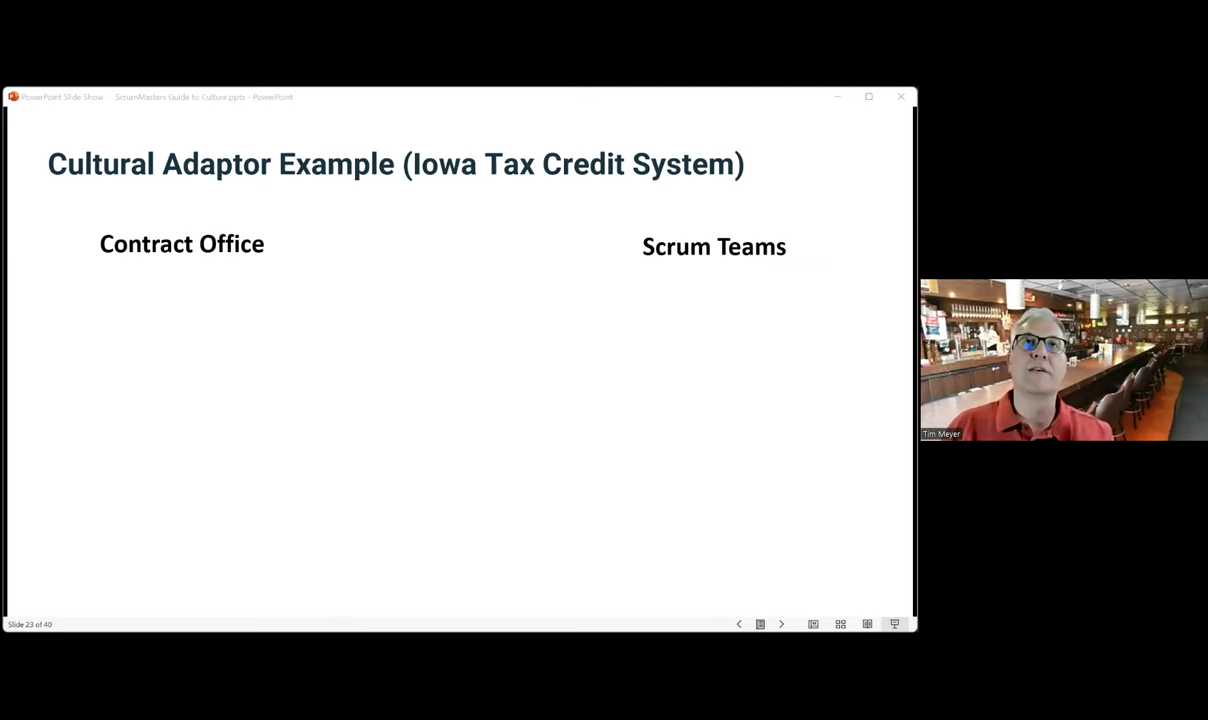 PowerPoint Slide Show - ScrumMasters Guide to Culture.pptx - PowerPoint
Cultural Adaptor Example (Iowa Tax Credit System)
Contract Office
Scrum Teams
Tim Meyer
Slide 23 of 40